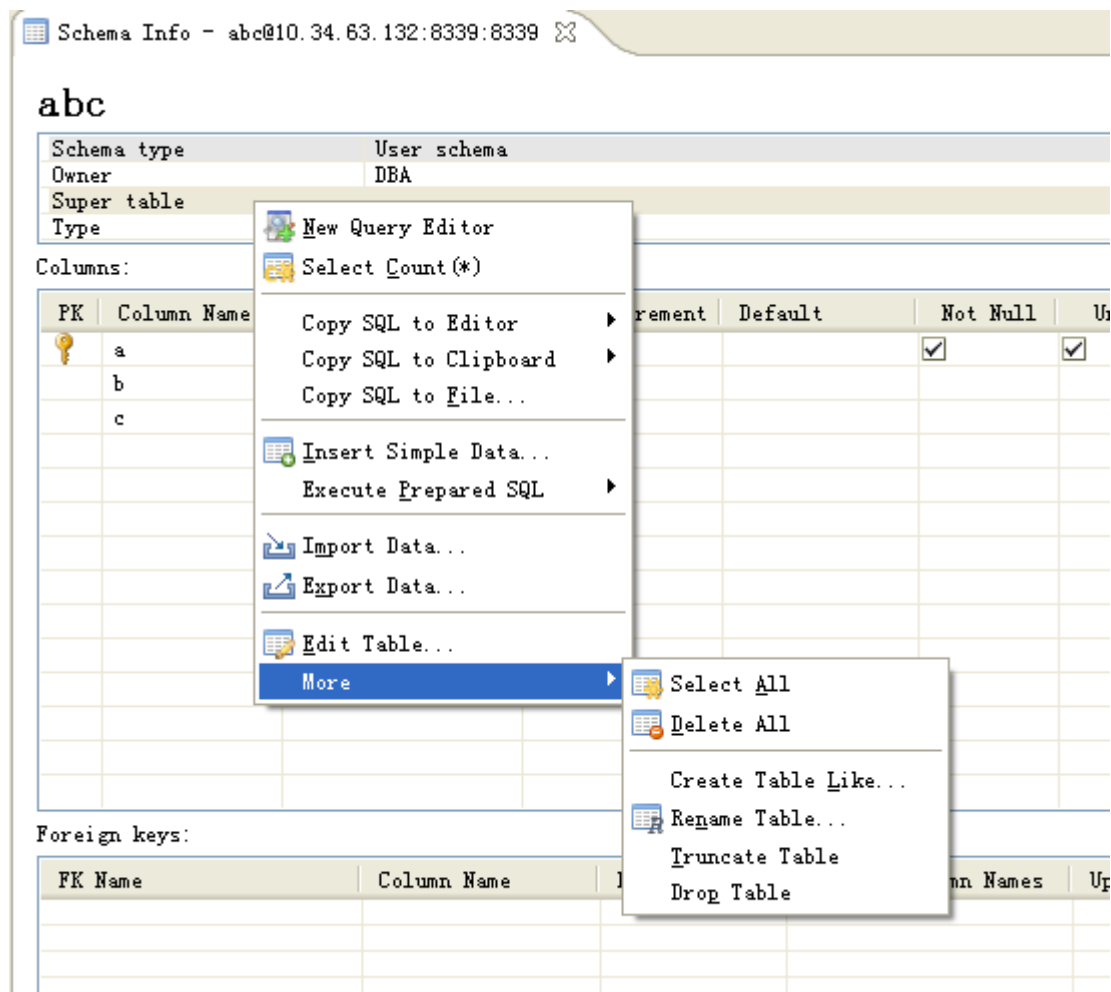 Schema Info - abc@10.34.63.132:8339:8339
abc
Schema type User schema
Owner DBA
Super table
Type
New Query Editor
Select Count(*)
Columns:
PK Column Name Default Not Null
Copy SQL to Editor
a
Copy SQL to Clipboard
b
Copy SQL to File...
c
Insert Simple Data...
Execute Prepared SQL
Import Data...
Export Data...
Edit Table...
More
Select All
Delete All
Create Table Like...
Rename Table...
Truncate Table
Drop Table
Foreign keys:
FK Name Column Name Names